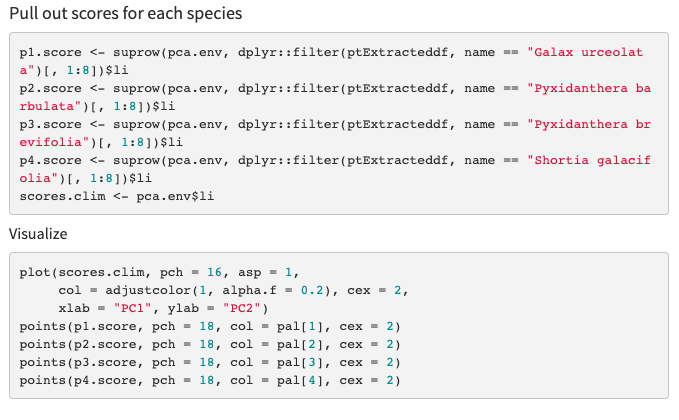 Pull out scores for each species
p1.score <- suprow(pca.env, dplyr::filter(ptExtracteddf, name == "Galax urceolat
a")[, 1:8])$li
p2.score <- suprow(pca.env, dplyr::filter(ptExtracteddf, name == "Pyxidanthera ba
rbulata")[, 1:8])$li
p3.score <- suprow(pca.env, dplyr::filter(ptExtracteddf, name == "Pyxidanthera br
evifolia")[, 1:8])$li
p4.score <- suprow(pca.env, dplyr::filter(ptExtracteddf, name == "Shortia galacif
olia")[, 1:8])$li
scores.clim <- pca.env$li
Visualize
plot(scores.clim, pch = 16, asp = 1,
     col = adjustcolor(1, alpha.f = 0.2), cex = 2,
     xlab = "PC1", ylab = "PC2")
points(p1.score, pch = 18, col = pal[1], cex = 2)
points(p2.score, pch = 18, col = pal[2], cex = 2)
points(p3.score, pch = 18, col = pal[3], cex = 2)
points(p4.score, pch = 18, col = pal[4], cex = 2)